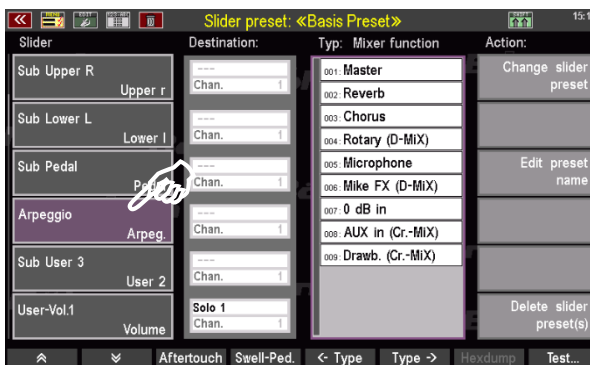 Slider preset: «Basis Preset»
15:1
Slider
Destination:
Typ: Mixer function
Action:
Sub Upper R
Upper r
---
Chan. 1
Sub Lower L
Lower l
---
Chan. 1
Sub Pedal
---
Chan. 1
Arpeggio
Arpeg.
---
Chan. 1
Sub User 3
User 2
---
Chan. 1
User-Vol.1
Volume
Solo 1
Chan. 1
001: Master
002: Reverb
003: Chorus
004: Rotary (D-MiX)
005: Microphone
006: Mike FX (D-MiX)
007: 0 dB in
008: AUX in (Cr.-MiX)
009: Drawb. (Cr.-MiX)
Change slider
preset
Edit preset
name
Delete slider
preset(s)
Aftertouch
Swell-Ped.
<- Type
Type ->
Hexdump
Test...